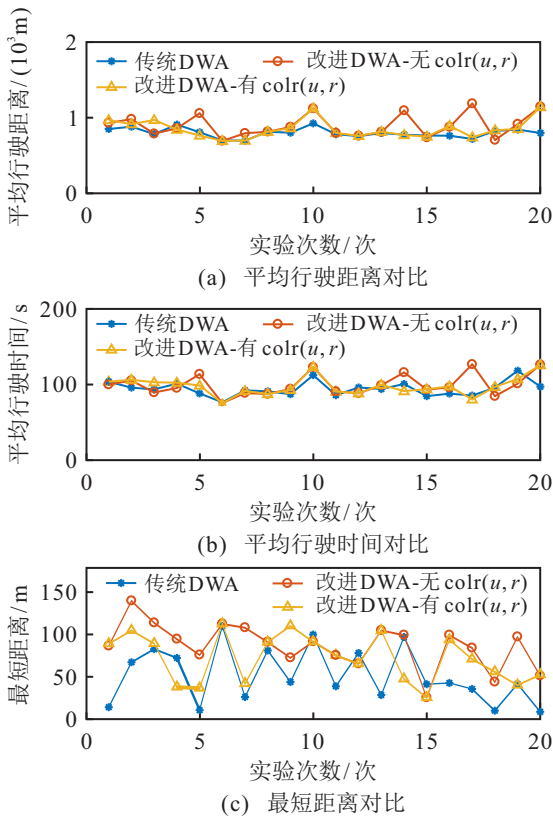 2
传统DWA
改进DWA-无 colr(u, r)
改进DWA-有 colr(u, r)
1
0
0 5 10 15 20
平均行驶距离/(10³m)
实验次数/次
(a) 平均行驶距离对比
200
传统DWA
改进DWA-无 colr(u, r)
改进DWA-有 colr(u, r)
100
0
0 5 10 15 20
平均行驶时间/s
实验次数/次
(b) 平均行驶时间对比
150
传统DWA
改进DWA-无 colr(u, r)
改进DWA-有 colr(u, r)
100
50
0
0 5 10 15 20
最短距离/m
实验次数/次
(c) 最短距离对比